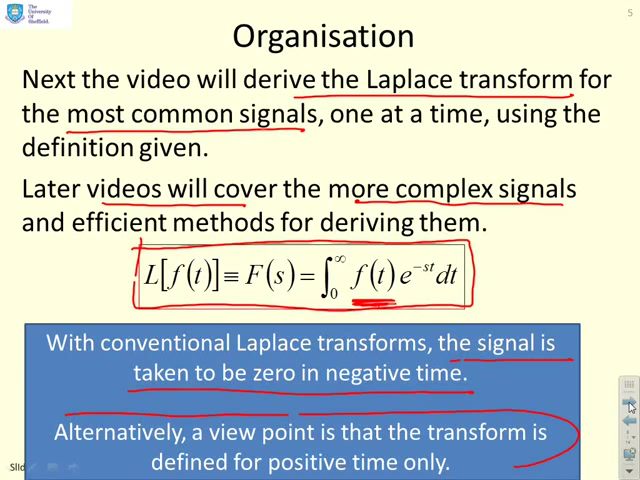 The
University
Of
Sheffield.
5
Organisation
Next the video will derive the Laplace transform for
the most common signals, one at a time, using the
definition given.
Later videos will cover the more complex signals
and efficient methods for deriving them.
L[f(t)] ≡ F(s) = ∫₀^∞ f(t) e^{−st} dt
With conventional Laplace transforms, the signal is
taken to be zero in negative time.
Alternatively, a view point is that the transform is
defined for positive time only.
Slid